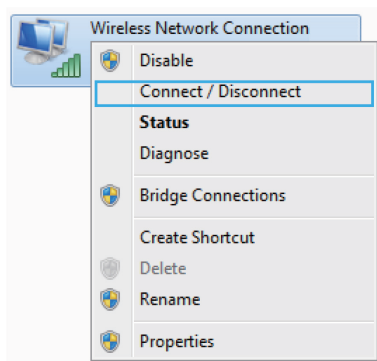 Wireless Network Connection
Disable
Connect / Disconnect
Status
Diagnose
Bridge Connections
Create Shortcut
Delete
Rename
Properties